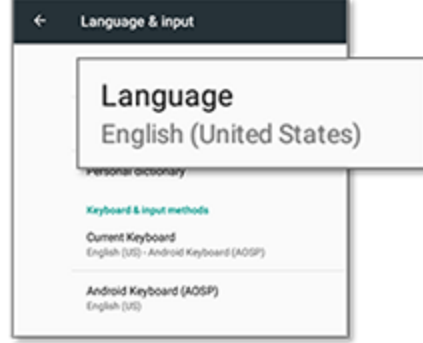 Language & input
Language
English (United States)
Personal dictionary
Keyboard & input methods
Current Keyboard
English (US) - Android Keyboard (AOSP)
Android Keyboard (AOSP)
English (US)